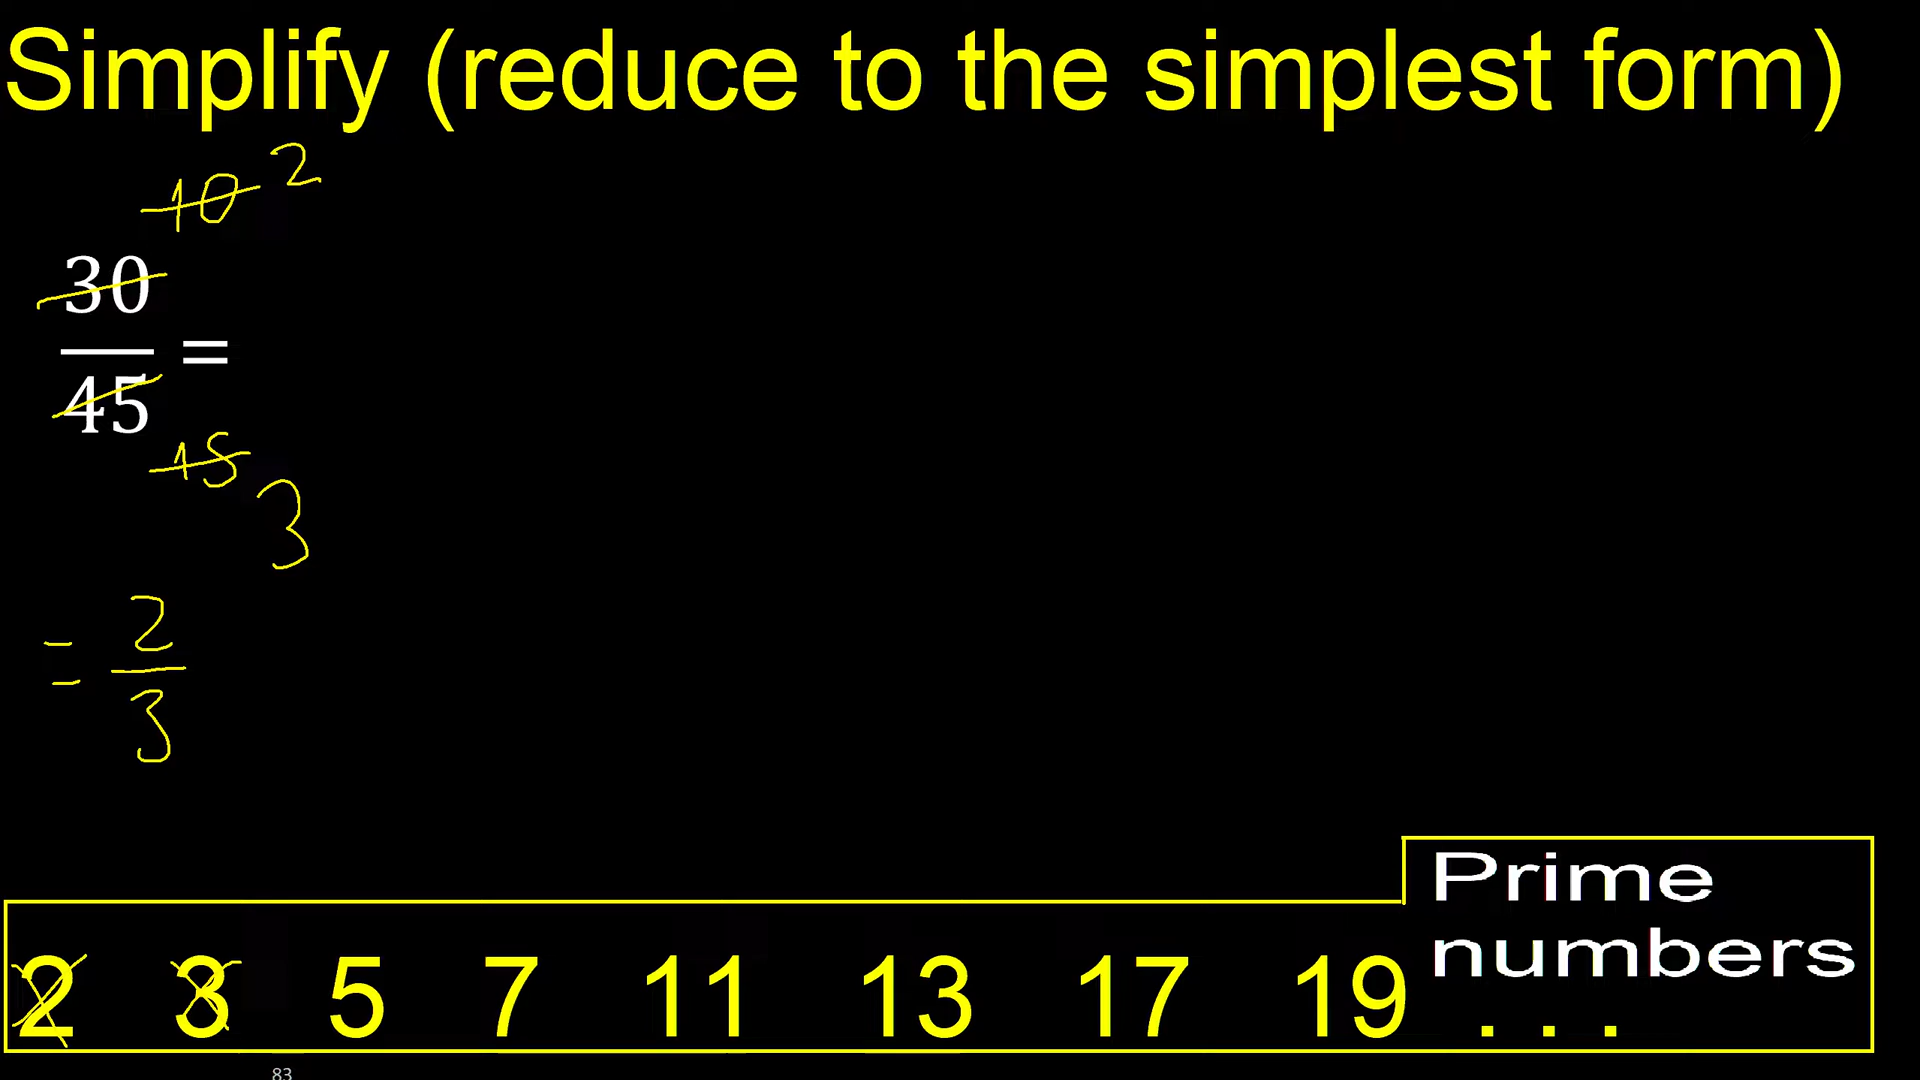 Simplify (reduce to the simplest form)
10 2
30
=
45
15
3
2
=
3
Prime
numbers
2 3 5 7 11 13 17 19 . . .
83